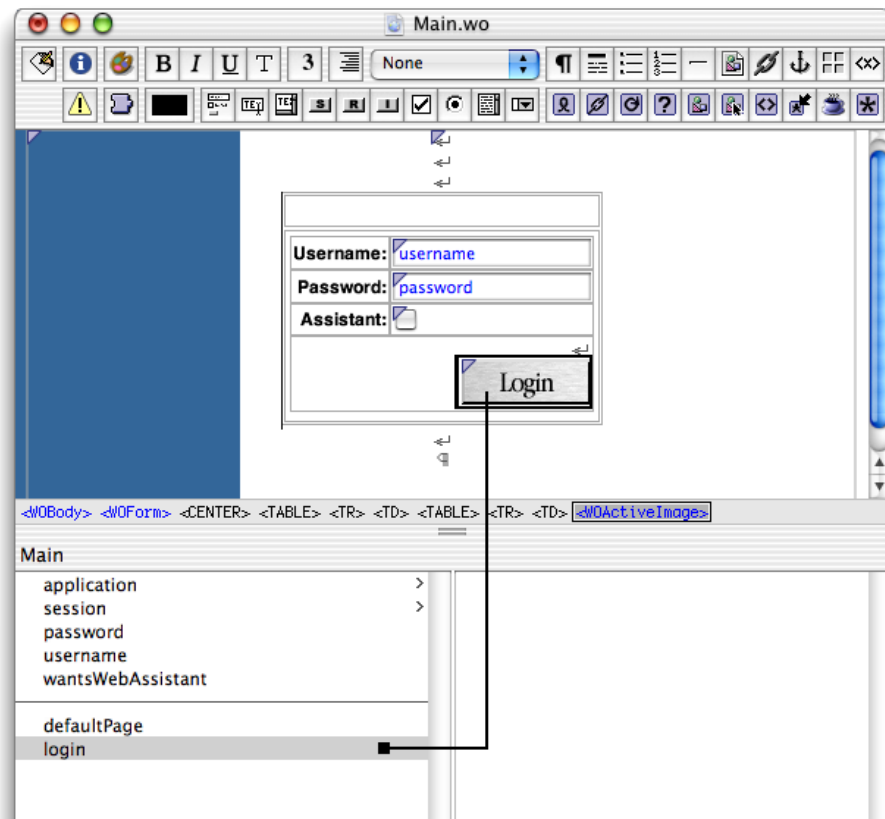 Main.wo
B I U T 3 None
TEXT S R I
Username: username
Password: password
Assistant:
Login
<WOBody> <WOForm> <CENTER> <TABLE> <TR> <TD> <TABLE> <TR> <TD> <WOActiveImage>
Main
application >
session >
password
username
wantsWebAssistant
defaultPage
login